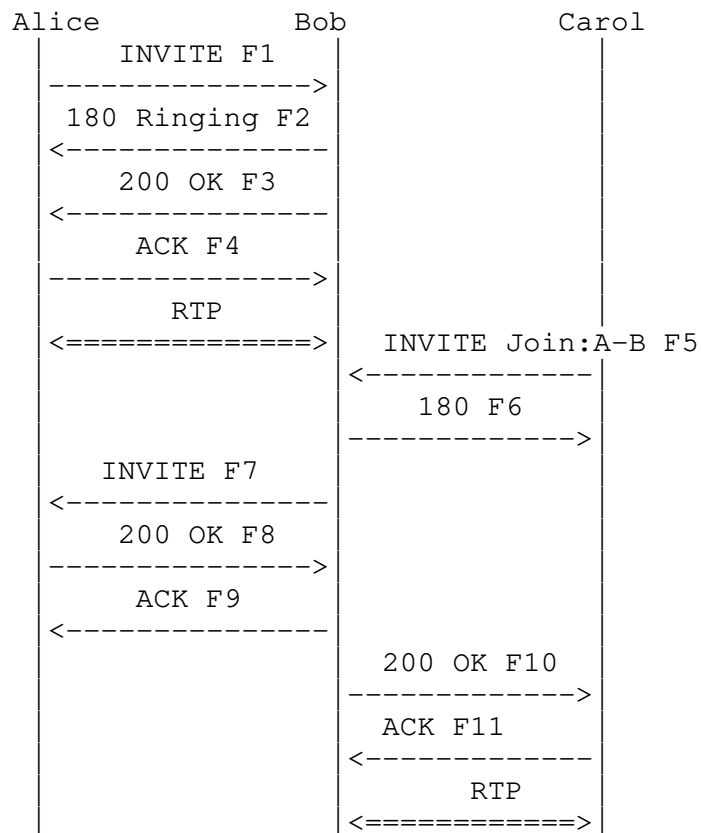 Alice Bob Carol
INVITE F1
--------------->
180 Ringing F2
<---------------
200 OK F3
<---------------
ACK F4
--------------->
RTP
<==============> INVITE Join:A-B F5
<-------------
180 F6
------------->
INVITE F7
<---------------
200 OK F8
--------------->
ACK F9
<---------------
200 OK F10
------------->
ACK F11
<-------------
RTP
<============>